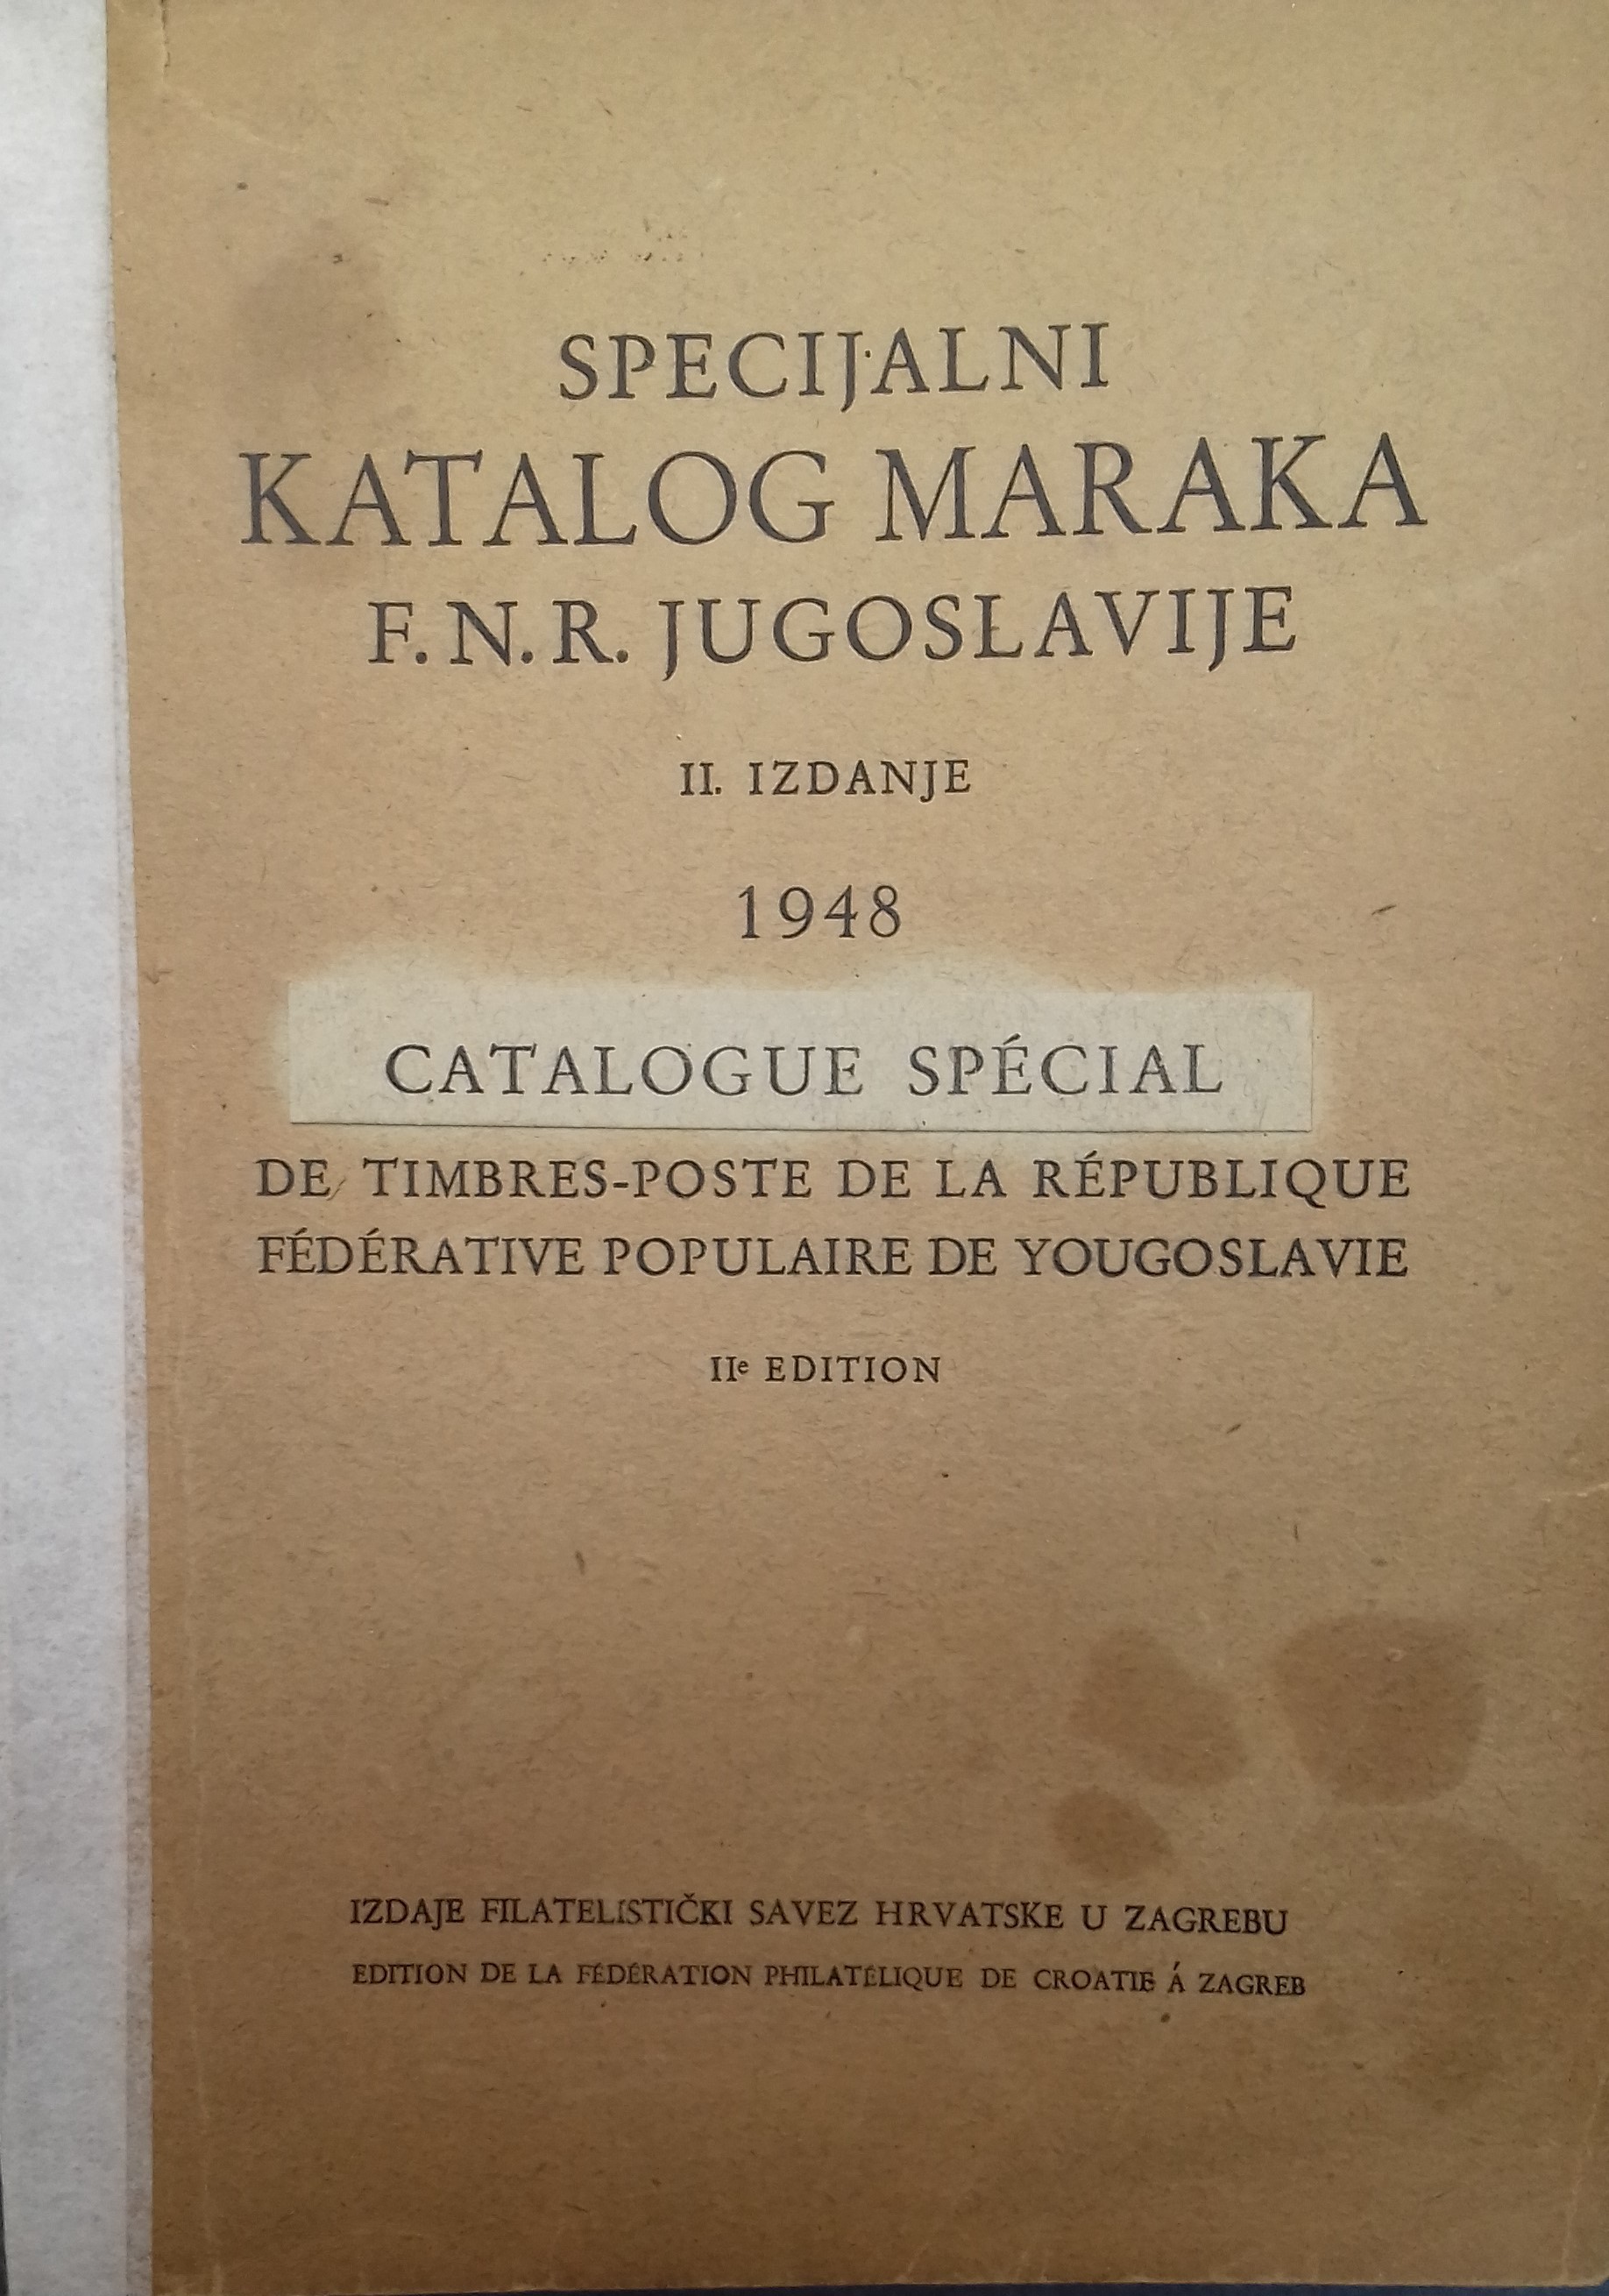 SPECIJALNI
KATALOG MARAKA
F. N. R. JUGOSLAVIJE
II. IZDANJE
1948
CATALOGUE SPÉCIAL
DE TIMBRES-POSTE DE LA RÉPUBLIQUE
FÉDÉRATIVE POPULAIRE DE YOUGOSLAVIE
IIe EDITION
IZDAJE FILATELISTIČKI SAVEZ HRVATSKE U ZAGREBU
EDITION DE LA FÉDÉRATION PHILATÉLIQUE DE CROATIE Á ZAGREB